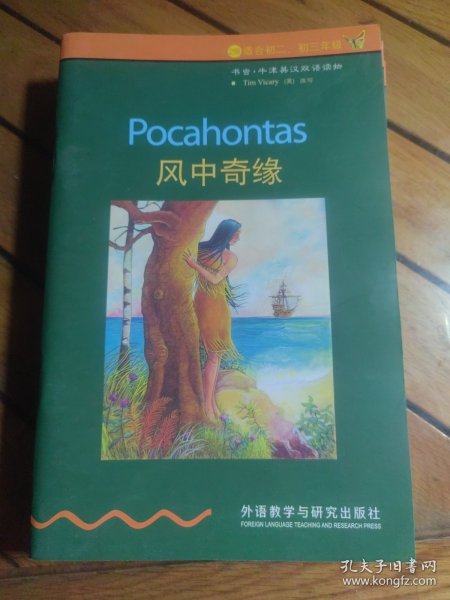 2级 适合初二、初三年级
书虫·牛津英汉双语读物
■ Tim Vicary (英) 改写
Pocahontas
风中奇缘
外语教学与研究出版社
FOREIGN LANGUAGE TEACHING AND RESEARCH PRESS
孔夫子旧书网
www.kongfz.com